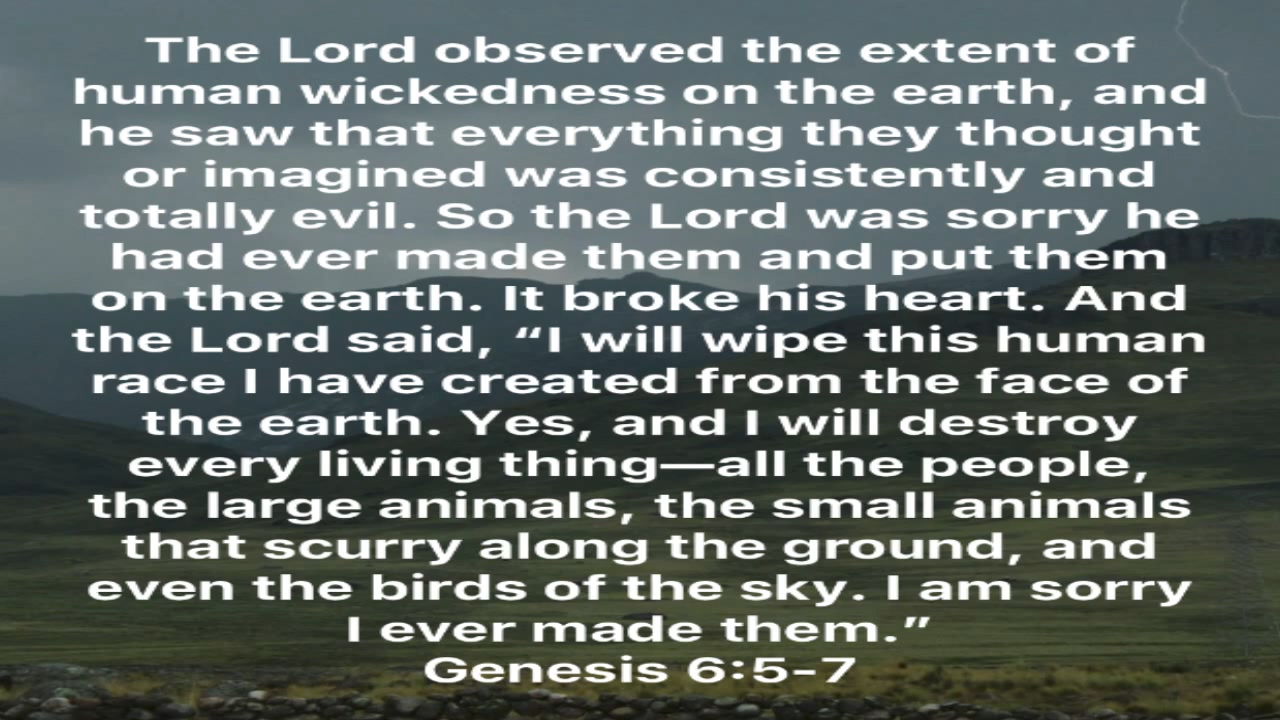 The Lord observed the extent of
human wickedness on the earth, and
he saw that everything they thought
or imagined was consistently and
totally evil. So the Lord was sorry he
had ever made them and put them
on the earth. It broke his heart. And
the Lord said, “I will wipe this human
race I have created from the face of
the earth. Yes, and I will destroy
every living thing—all the people,
the large animals, the small animals
that scurry along the ground, and
even the birds of the sky. I am sorry
I ever made them.”
Genesis 6:5-7